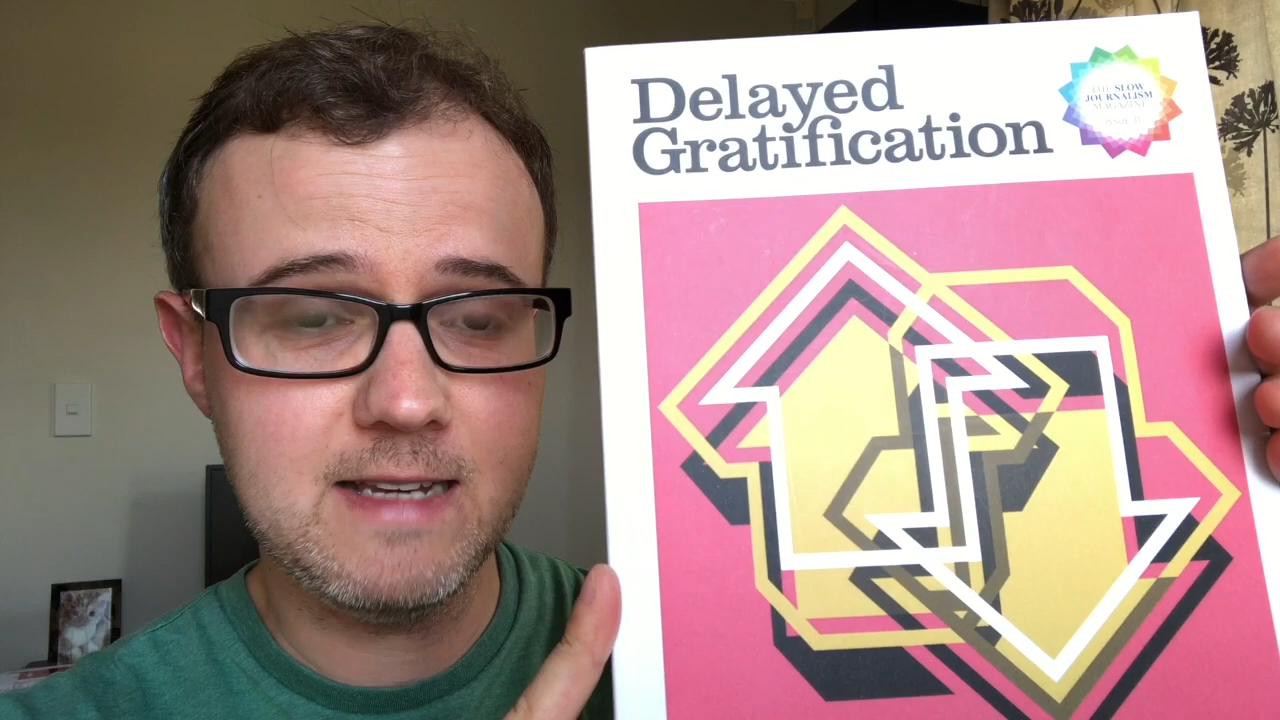 Delayed
Gratification
THE SLOW
JOURNALISM
MAGAZINE